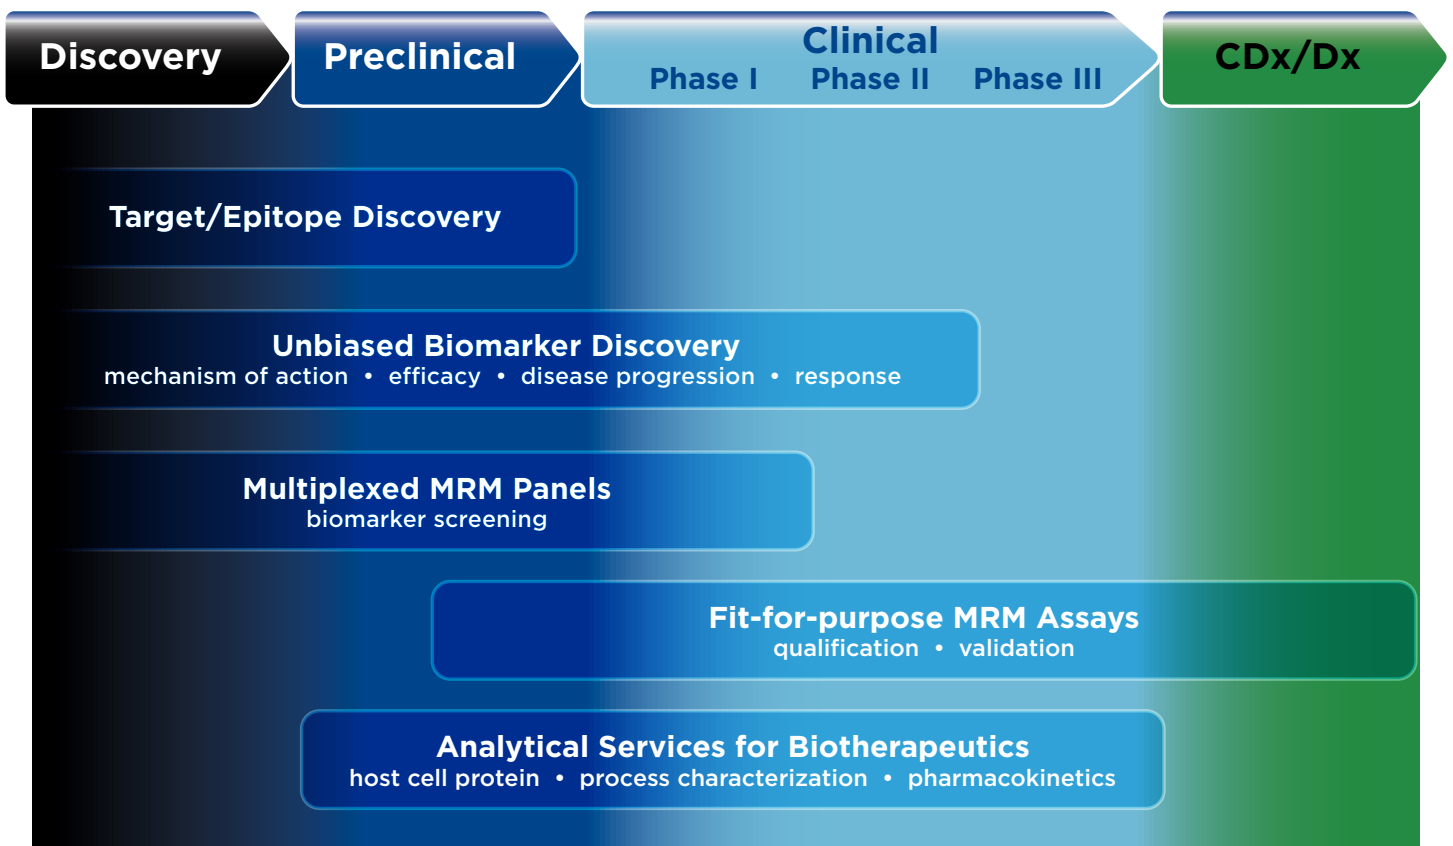 Discovery
Preclinical
Clinical
Phase I Phase II Phase III
CDx/Dx
Target/Epitope Discovery
Unbiased Biomarker Discovery
mechanism of action • efficacy • disease progression • response
Multiplexed MRM Panels
biomarker screening
Fit-for-purpose MRM Assays
qualification • validation
Analytical Services for Biotherapeutics
host cell protein • process characterization • pharmacokinetics